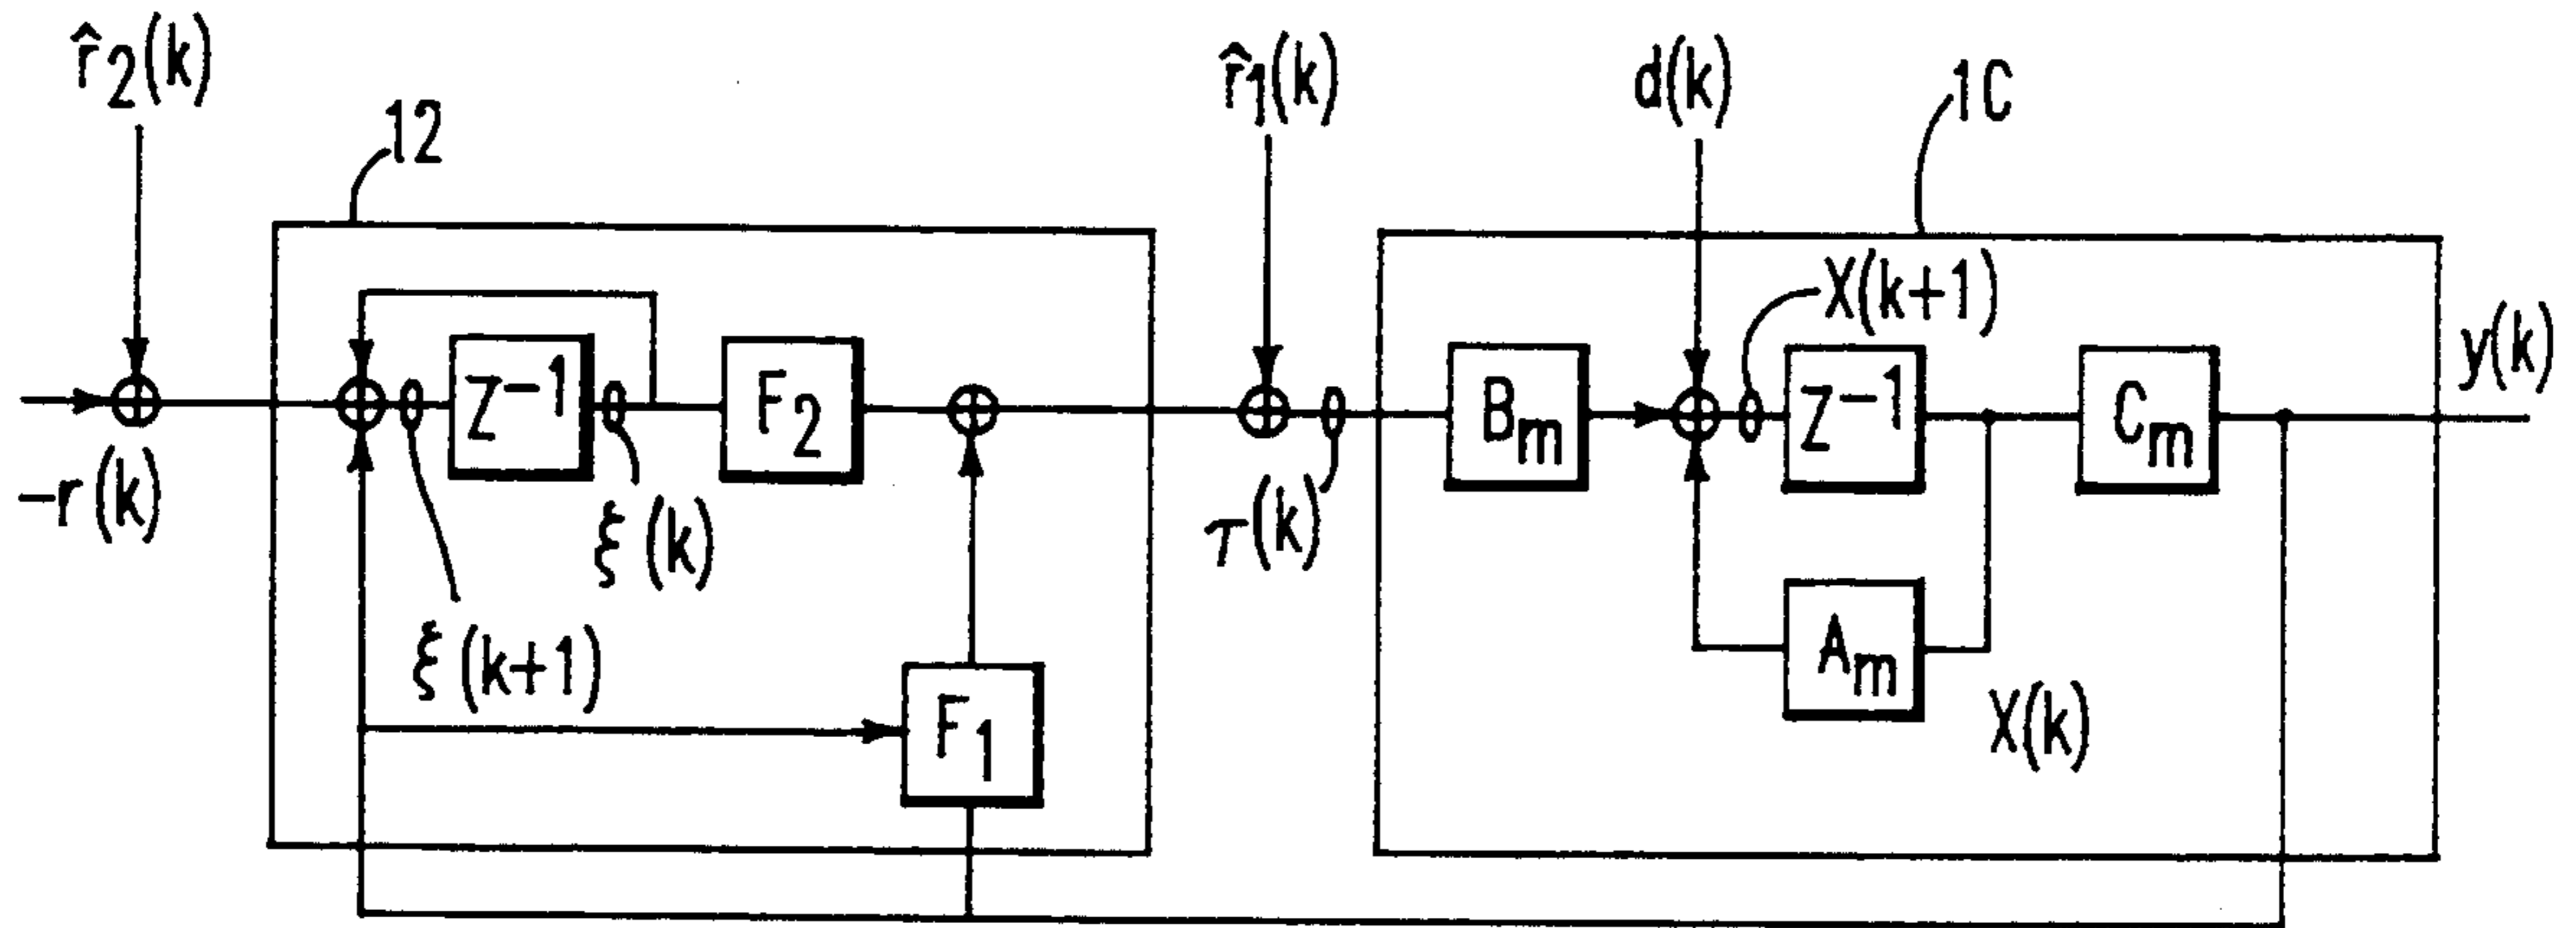 r̂2(k)
12
r̂1(k)
d(k)
1C
X(k+1)
y(k)
Z−1
F2
Bm
Z−1
Cm
−r(k)
ξ(k)
τ(k)
ξ(k+1)
Am
F1
X(k)